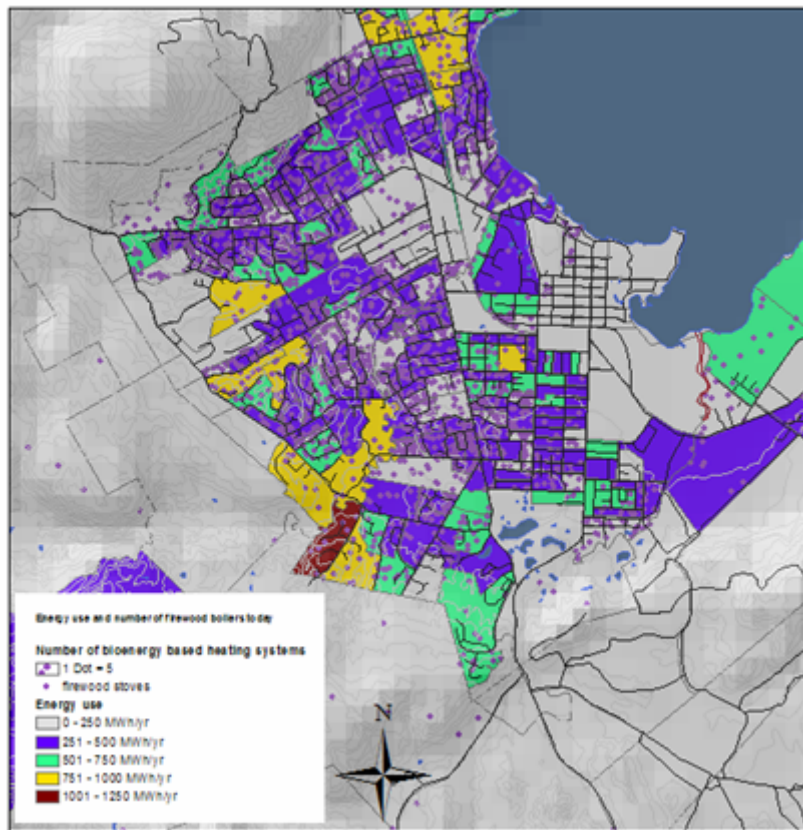 N
Energy use and number of firewood boilers today
Number of bioenergy based heating systems
1 Dot = 5
firewood stoves
Energy use
0 - 250 MWh/yr
251 - 500 MWh/yr
501 - 750 MWh/yr
751 - 1000 MWh/yr
1001 - 1250 MWh/yr